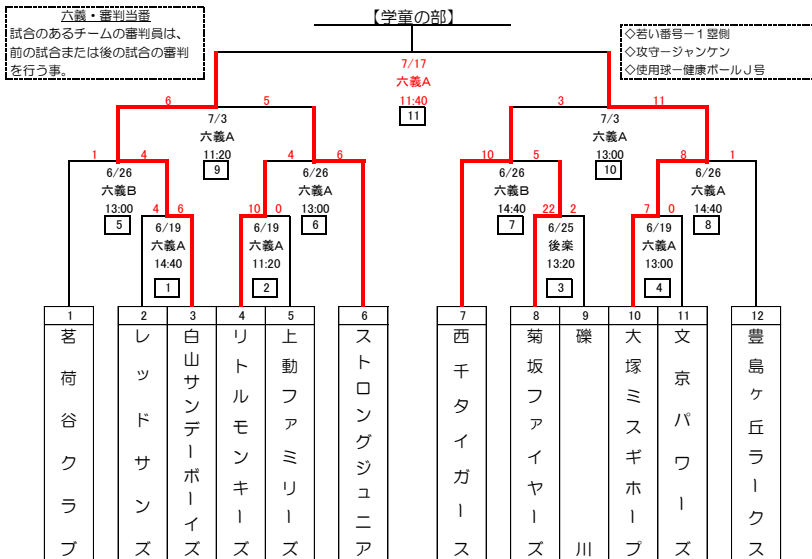 【学童の部】
六義・審判当番
試合のあるチームの審判員は、
前の試合または後の試合の審判
を行う事。
◇若い番号－1塁側
◇攻守－ジャンケン
◇使用球－健康ボールJ号
7/17
六義A
11:40
11
6 5
7/3
六義A
11:20
9
3 11
7/3
六義A
13:00
10
1 4
6/26
六義B
13:00
5
4 6
6/26
六義A
13:00
6
10 5
6/26
六義B
14:40
7
8 1
6/26
六義A
14:40
8
4 6
6/19
六義A
14:40
1
10 0
6/19
六義A
11:20
2
22 2
6/25
後楽
13:20
3
7 0
6/19
六義A
13:00
4
1
茗荷谷クラブ
2
レッドサンズ
3
白山サンデーボーイズ
4
リトルモンキーズ
5
上動ファミリーズ
6
ストロングジュニア
7
西千タイガース
8
菊坂ファイヤーズ
9
礫川
10
大塚ミスギホープ
11
文京パワーズ
12
豊島ヶ丘ラークス